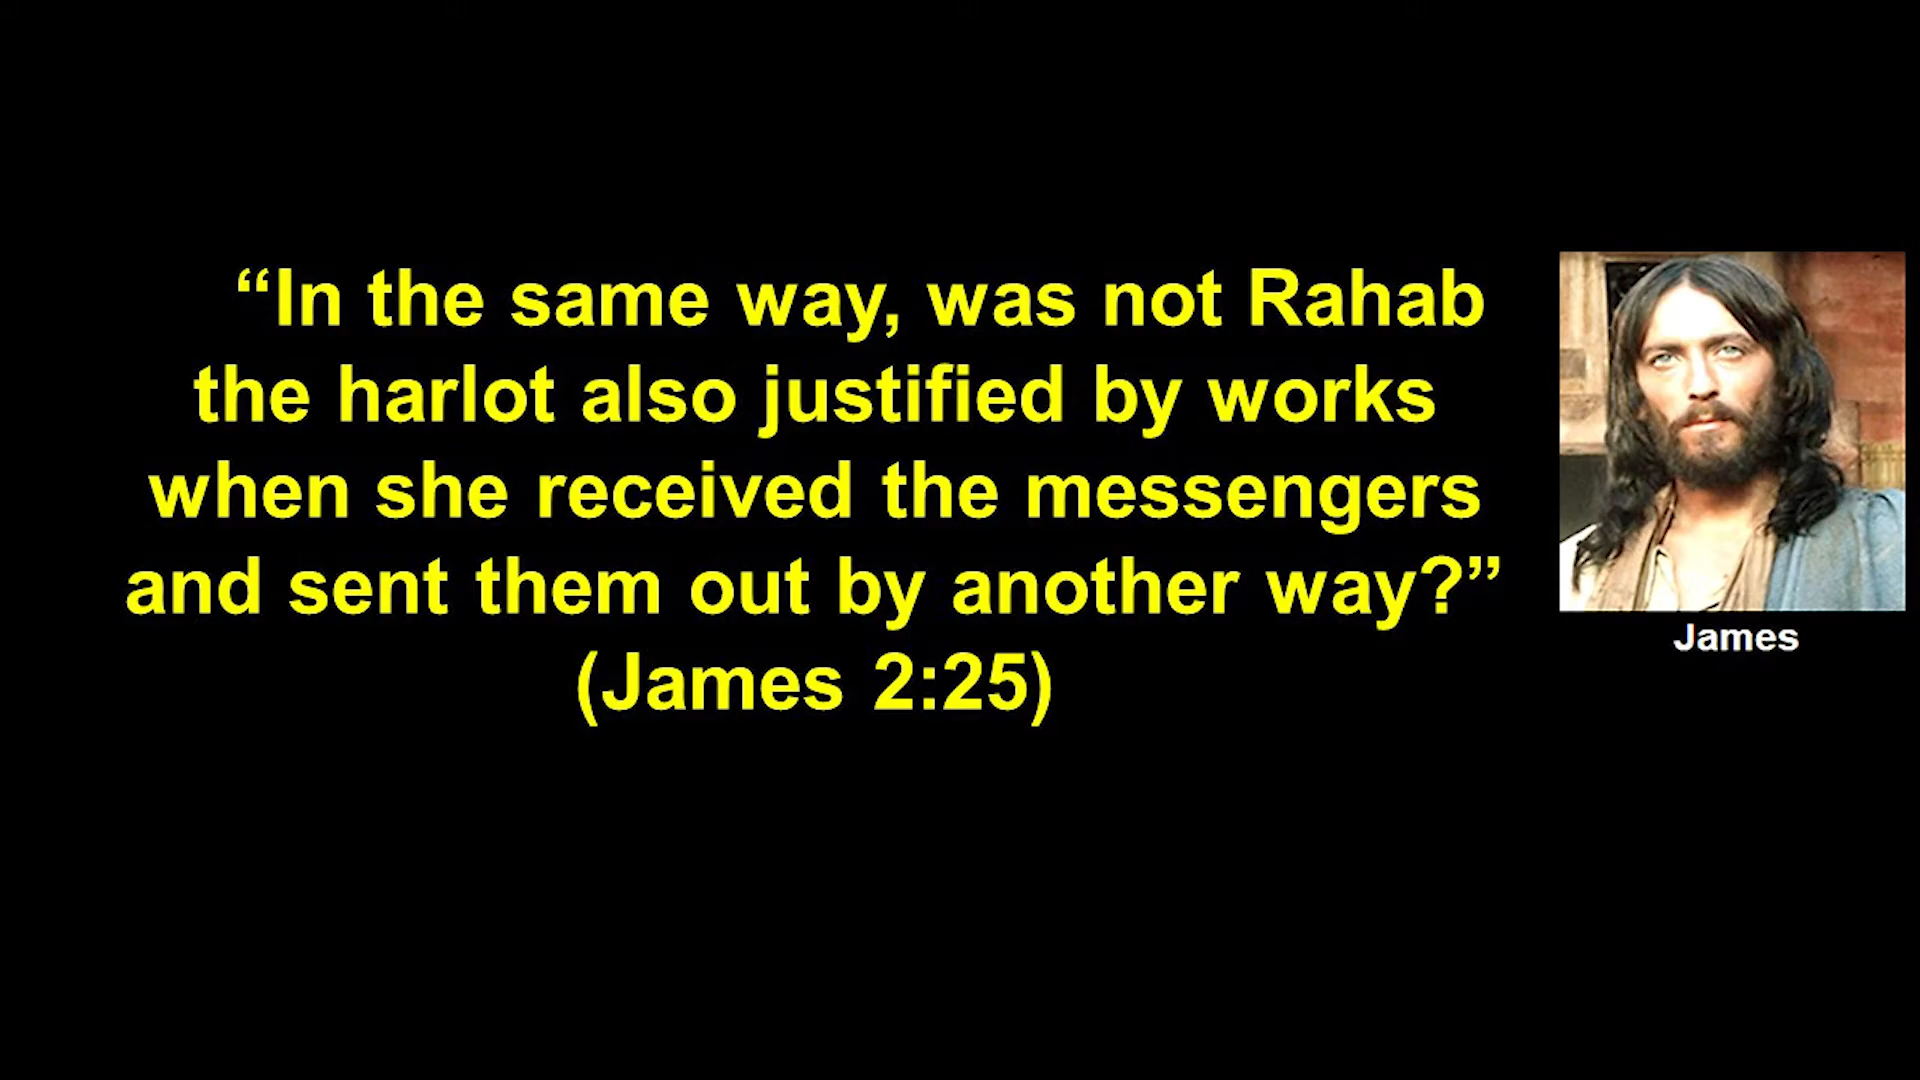 “In the same way, was not Rahab
the harlot also justified by works
when she received the messengers
and sent them out by another way?”
(James 2:25)
James